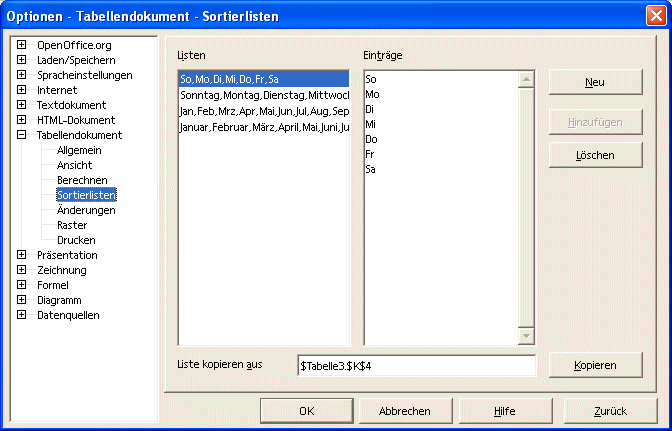 Optionen - Tabellendokument - Sortierlisten
OpenOffice.org
Laden/Speichern
Spracheinstellungen
Internet
Textdokument
HTML-Dokument
Tabellendokument
Allgemein
Ansicht
Berechnen
Sortierlisten
Änderungen
Raster
Drucken
Präsentation
Zeichnung
Formel
Diagramm
Datenquellen
Listen
So,Mo,Di,Mi,Do,Fr,Sa
Sonntag,Montag,Dienstag,Mittwoch
Jan,Feb,Mrz,Apr,Mai,Jun,Jul,Aug,Sep
Januar,Februar,März,April,Mai,Juni,Ju
Einträge
So
Mo
Di
Mi
Do
Fr
Sa
Neu
Hinzufügen
Löschen
Liste kopieren aus
$Tabelle3.$K$4
Kopieren
OK
Abbrechen
Hilfe
Zurück